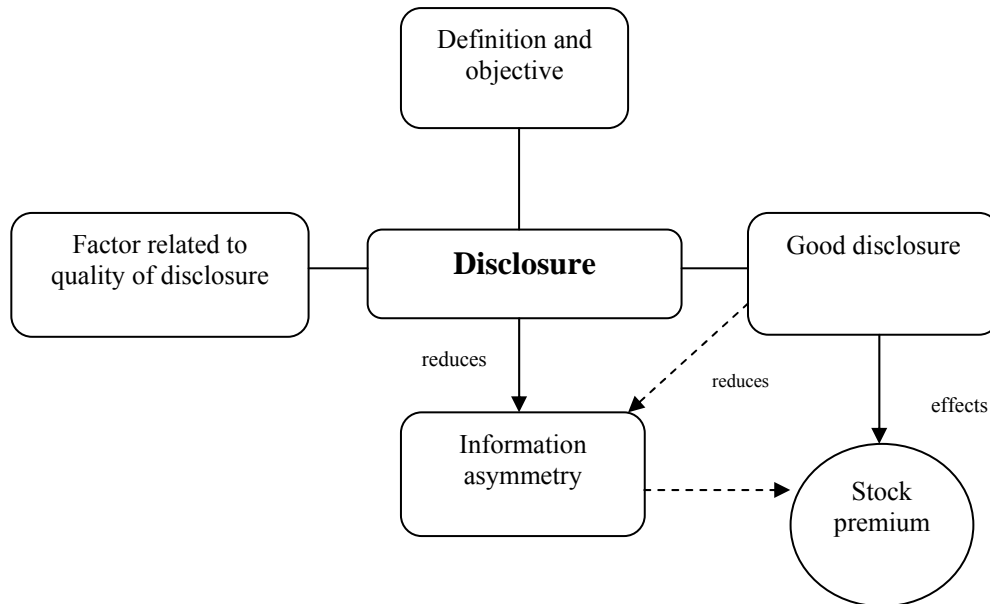 Definition and
objective
Factor related to
quality of disclosure
Disclosure
Good disclosure
reduces
reduces
effects
Information
asymmetry
Stock
premium